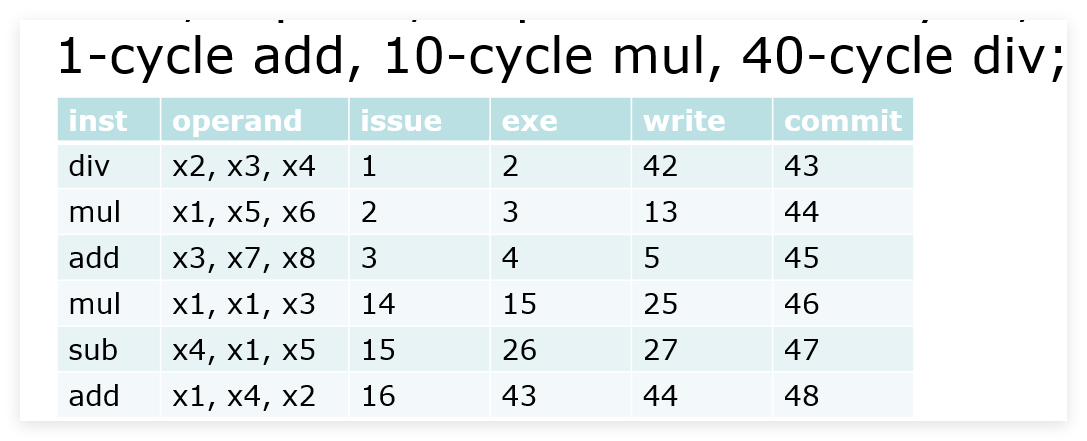 1-cycle add, 10-cycle mul, 40-cycle div;
inst operand issue exe write commit
div x2, x3, x4 1 2 42 43
mul x1, x5, x6 2 3 13 44
add x3, x7, x8 3 4 5 45
mul x1, x1, x3 14 15 25 46
sub x4, x1, x5 15 26 27 47
add x1, x4, x2 16 43 44 48